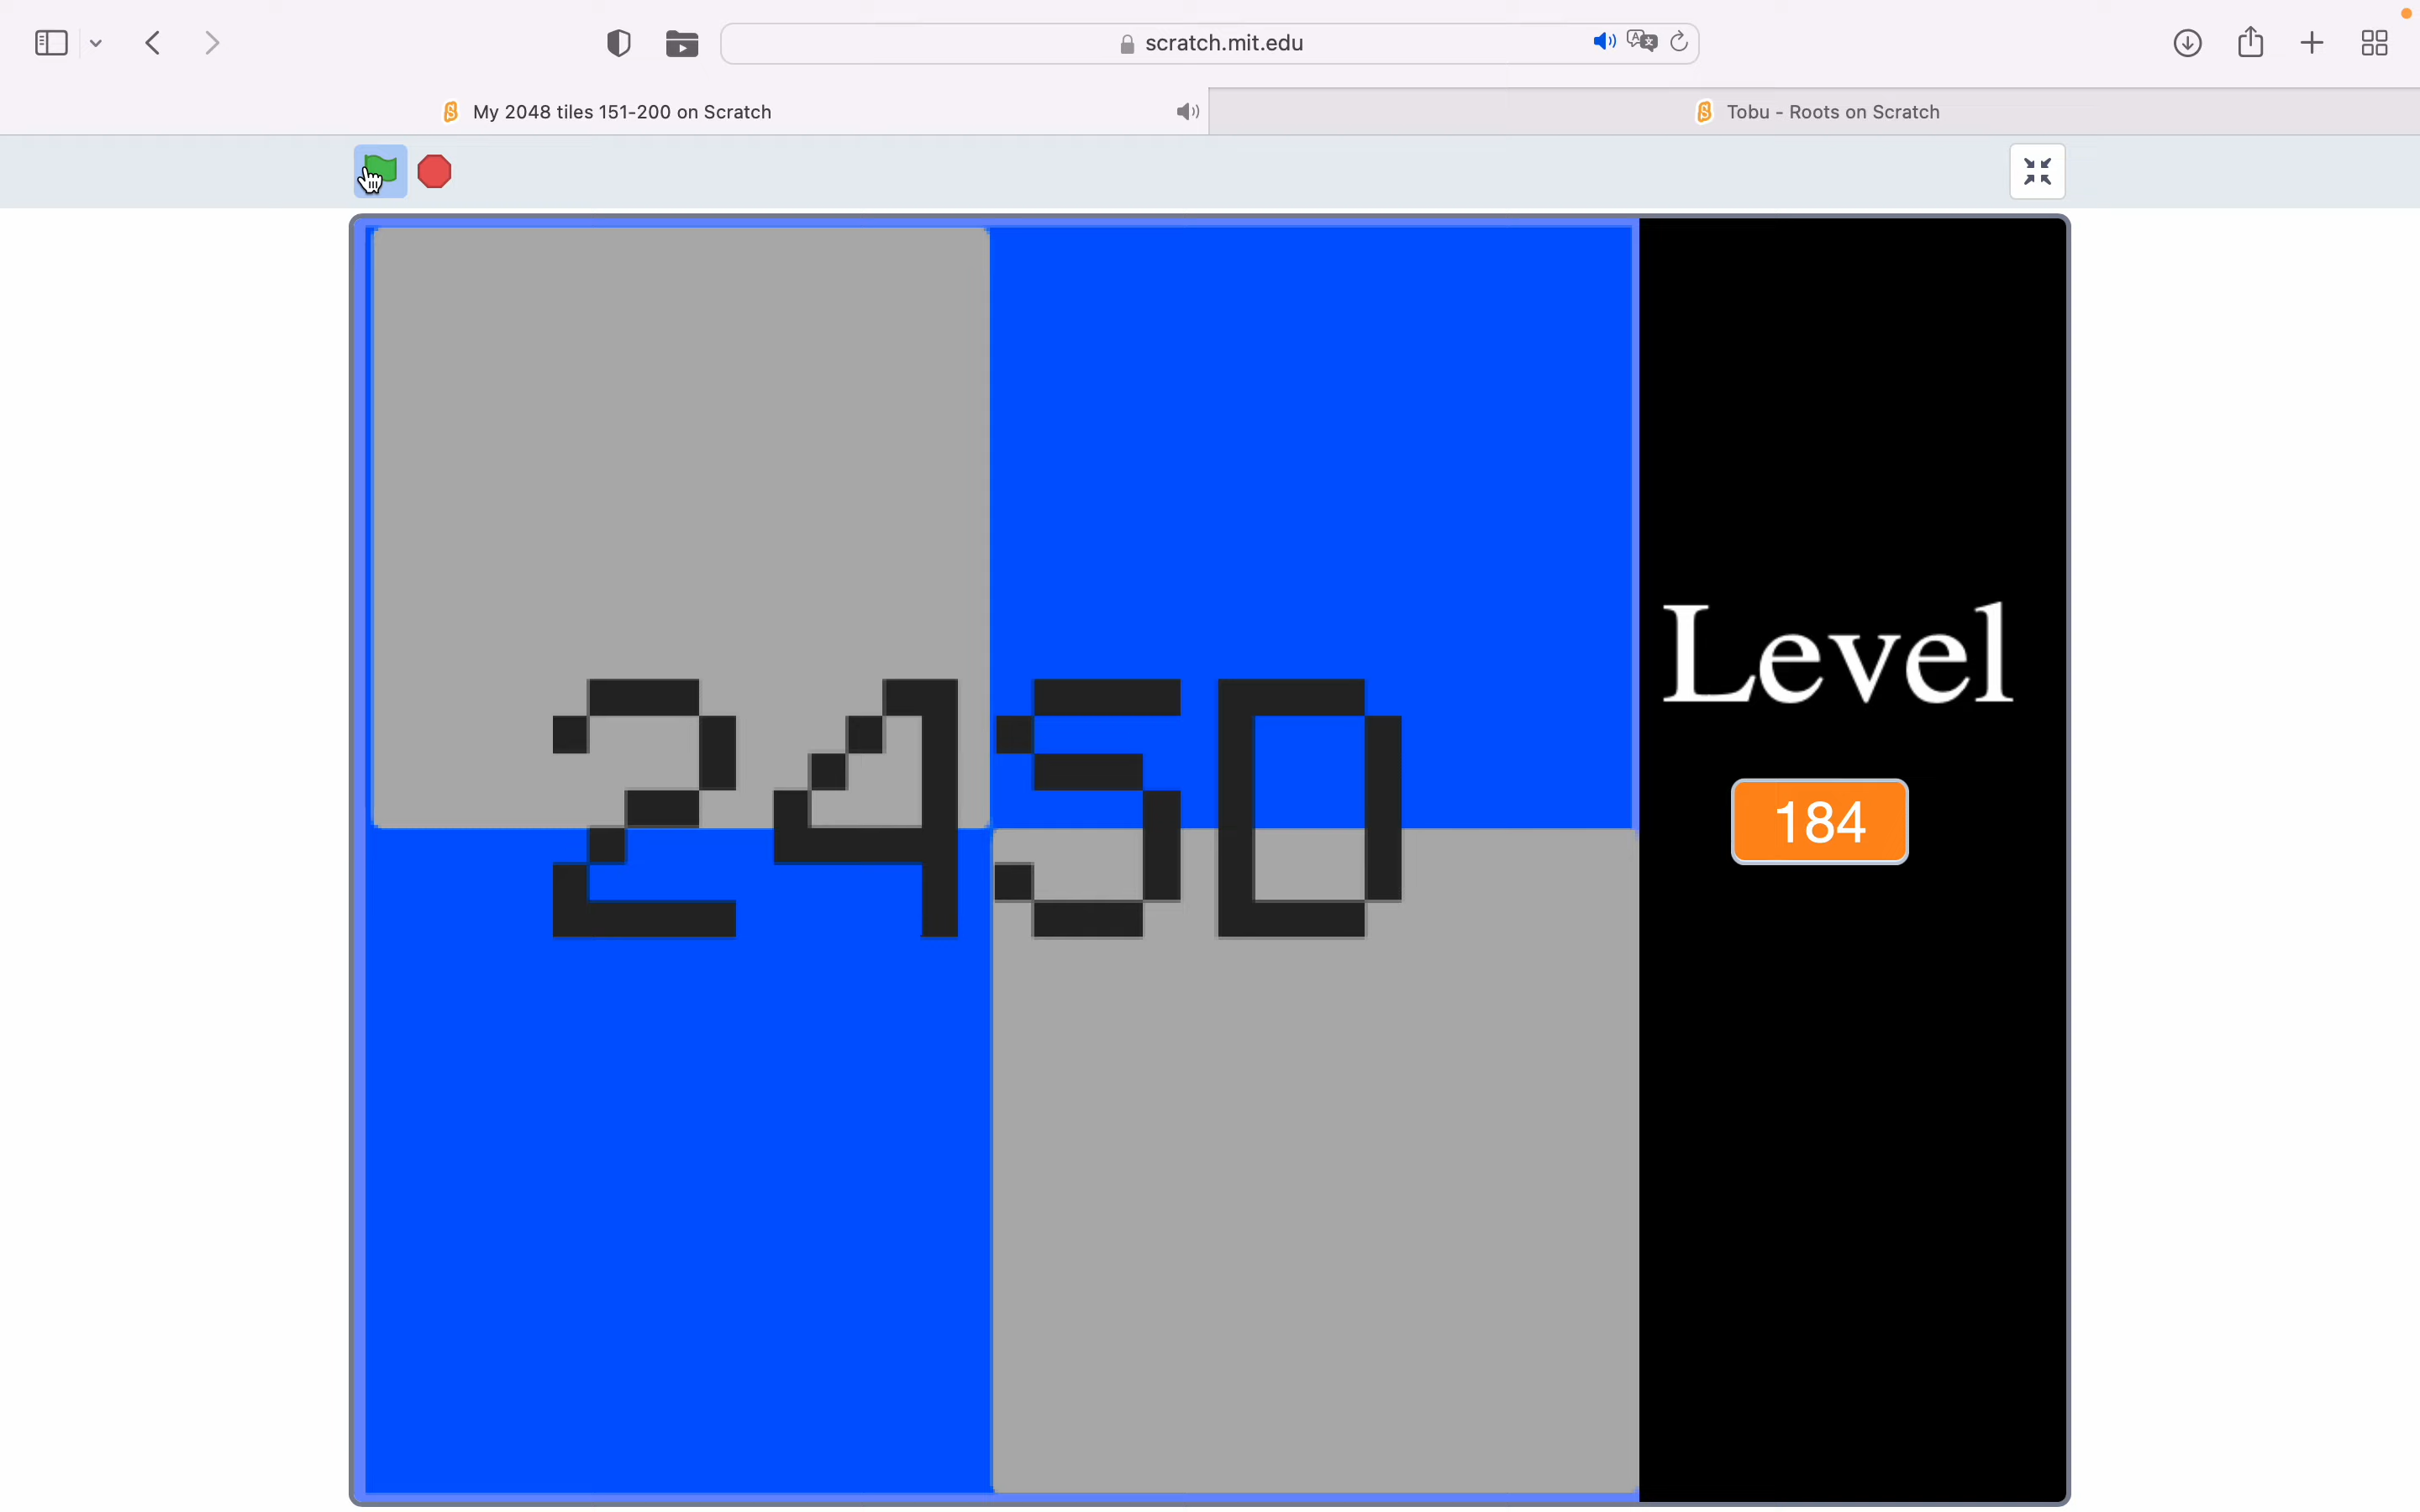 scratch.mit.edu
My 2048 tiles 151-200 on Scratch
Tobu - Roots on Scratch
Level
2450
184